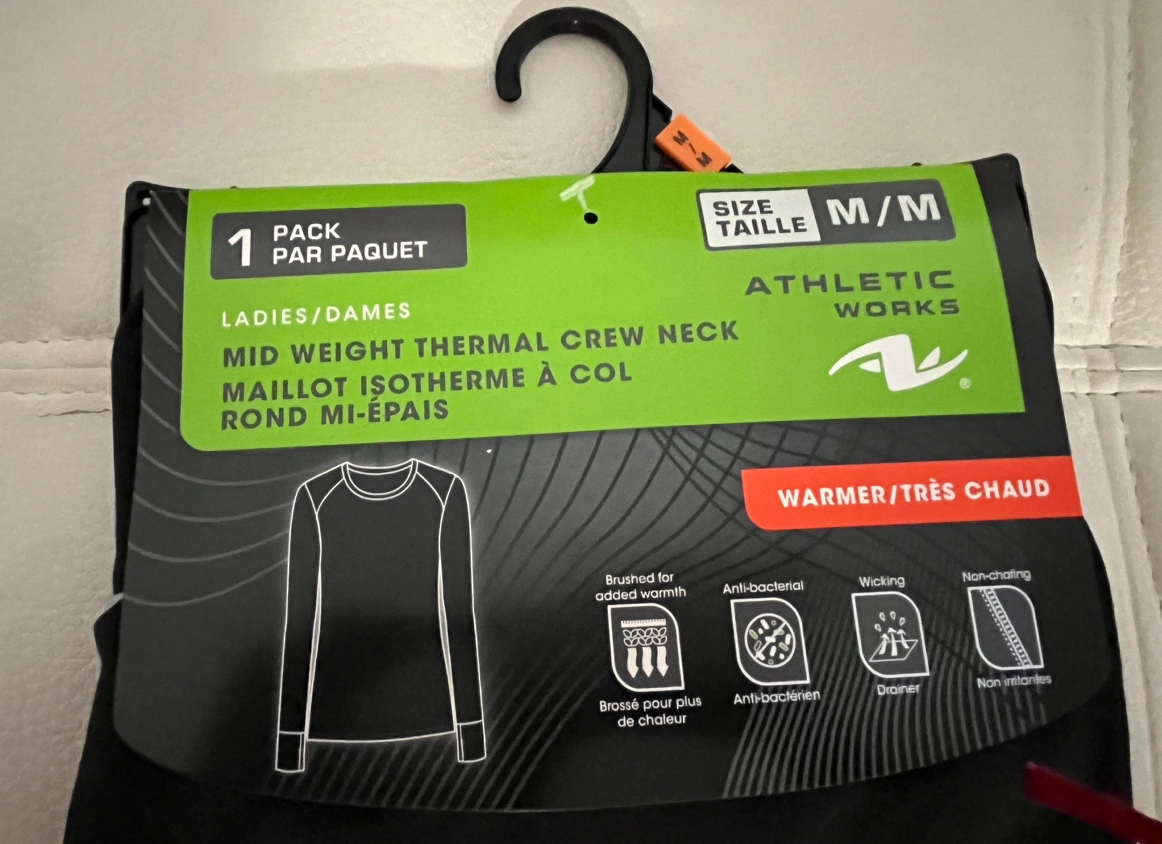 M/M
1 PACK
PAR PAQUET
SIZE
TAILLE
M/M
ATHLETIC
WORKS
®
LADIES/DAMES
MID WEIGHT THERMAL CREW NECK
MAILLOT ISOTHERME À COL
ROND MI-ÉPAIS
WARMER/TRÈS CHAUD
Brushed for
added warmth
Brossé pour plus
de chaleur
Anti-bacterial
Anti-bactérien
Wicking
Drainer
Non-chafing
Non irritantes